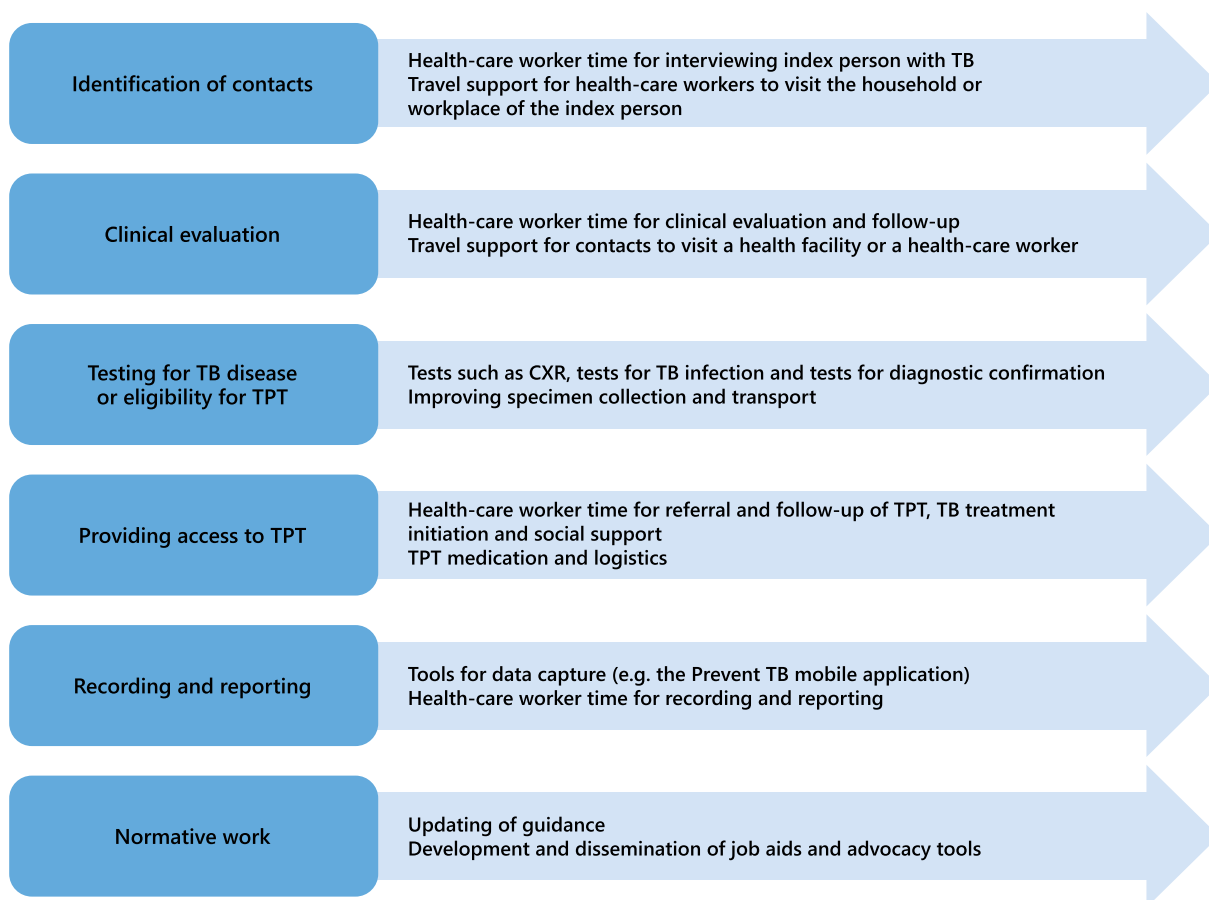 Identification of contacts
Health-care worker time for interviewing index person with TB
Travel support for health-care workers to visit the household or
workplace of the index person
Clinical evaluation
Health-care worker time for clinical evaluation and follow-up
Travel support for contacts to visit a health facility or a health-care worker
Testing for TB disease
or eligibility for TPT
Tests such as CXR, tests for TB infection and tests for diagnostic confirmation
Improving specimen collection and transport
Providing access to TPT
Health-care worker time for referral and follow-up of TPT, TB treatment
initiation and social support
TPT medication and logistics
Recording and reporting
Tools for data capture (e.g. the Prevent TB mobile application)
Health-care worker time for recording and reporting
Normative work
Updating of guidance
Development and dissemination of job aids and advocacy tools